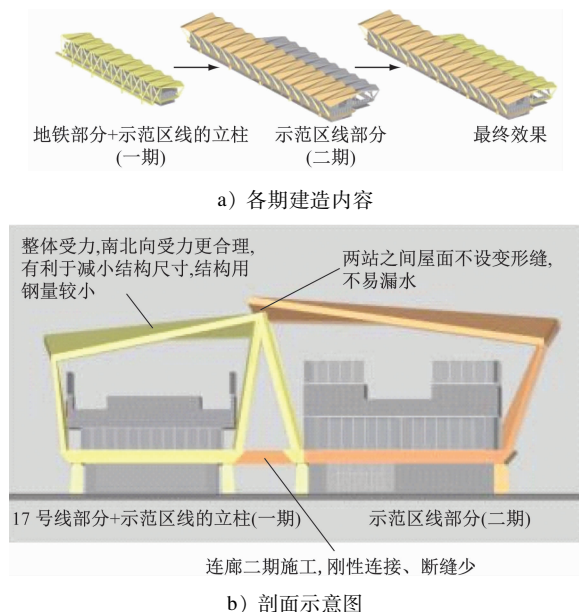 地铁部分+示范区线的立柱
(一期)
示范区线部分
(二期)
最终效果
a）各期建造内容
整体受力,南北向受力更合理,
有利于减小结构尺寸,结构用
钢量较小
两站之间屋面不设变形缝,
不易漏水
17 号线部分+示范区线的立柱(一期)
示范区线部分(二期)
连廊二期施工,刚性连接、断缝少
b）剖面示意图